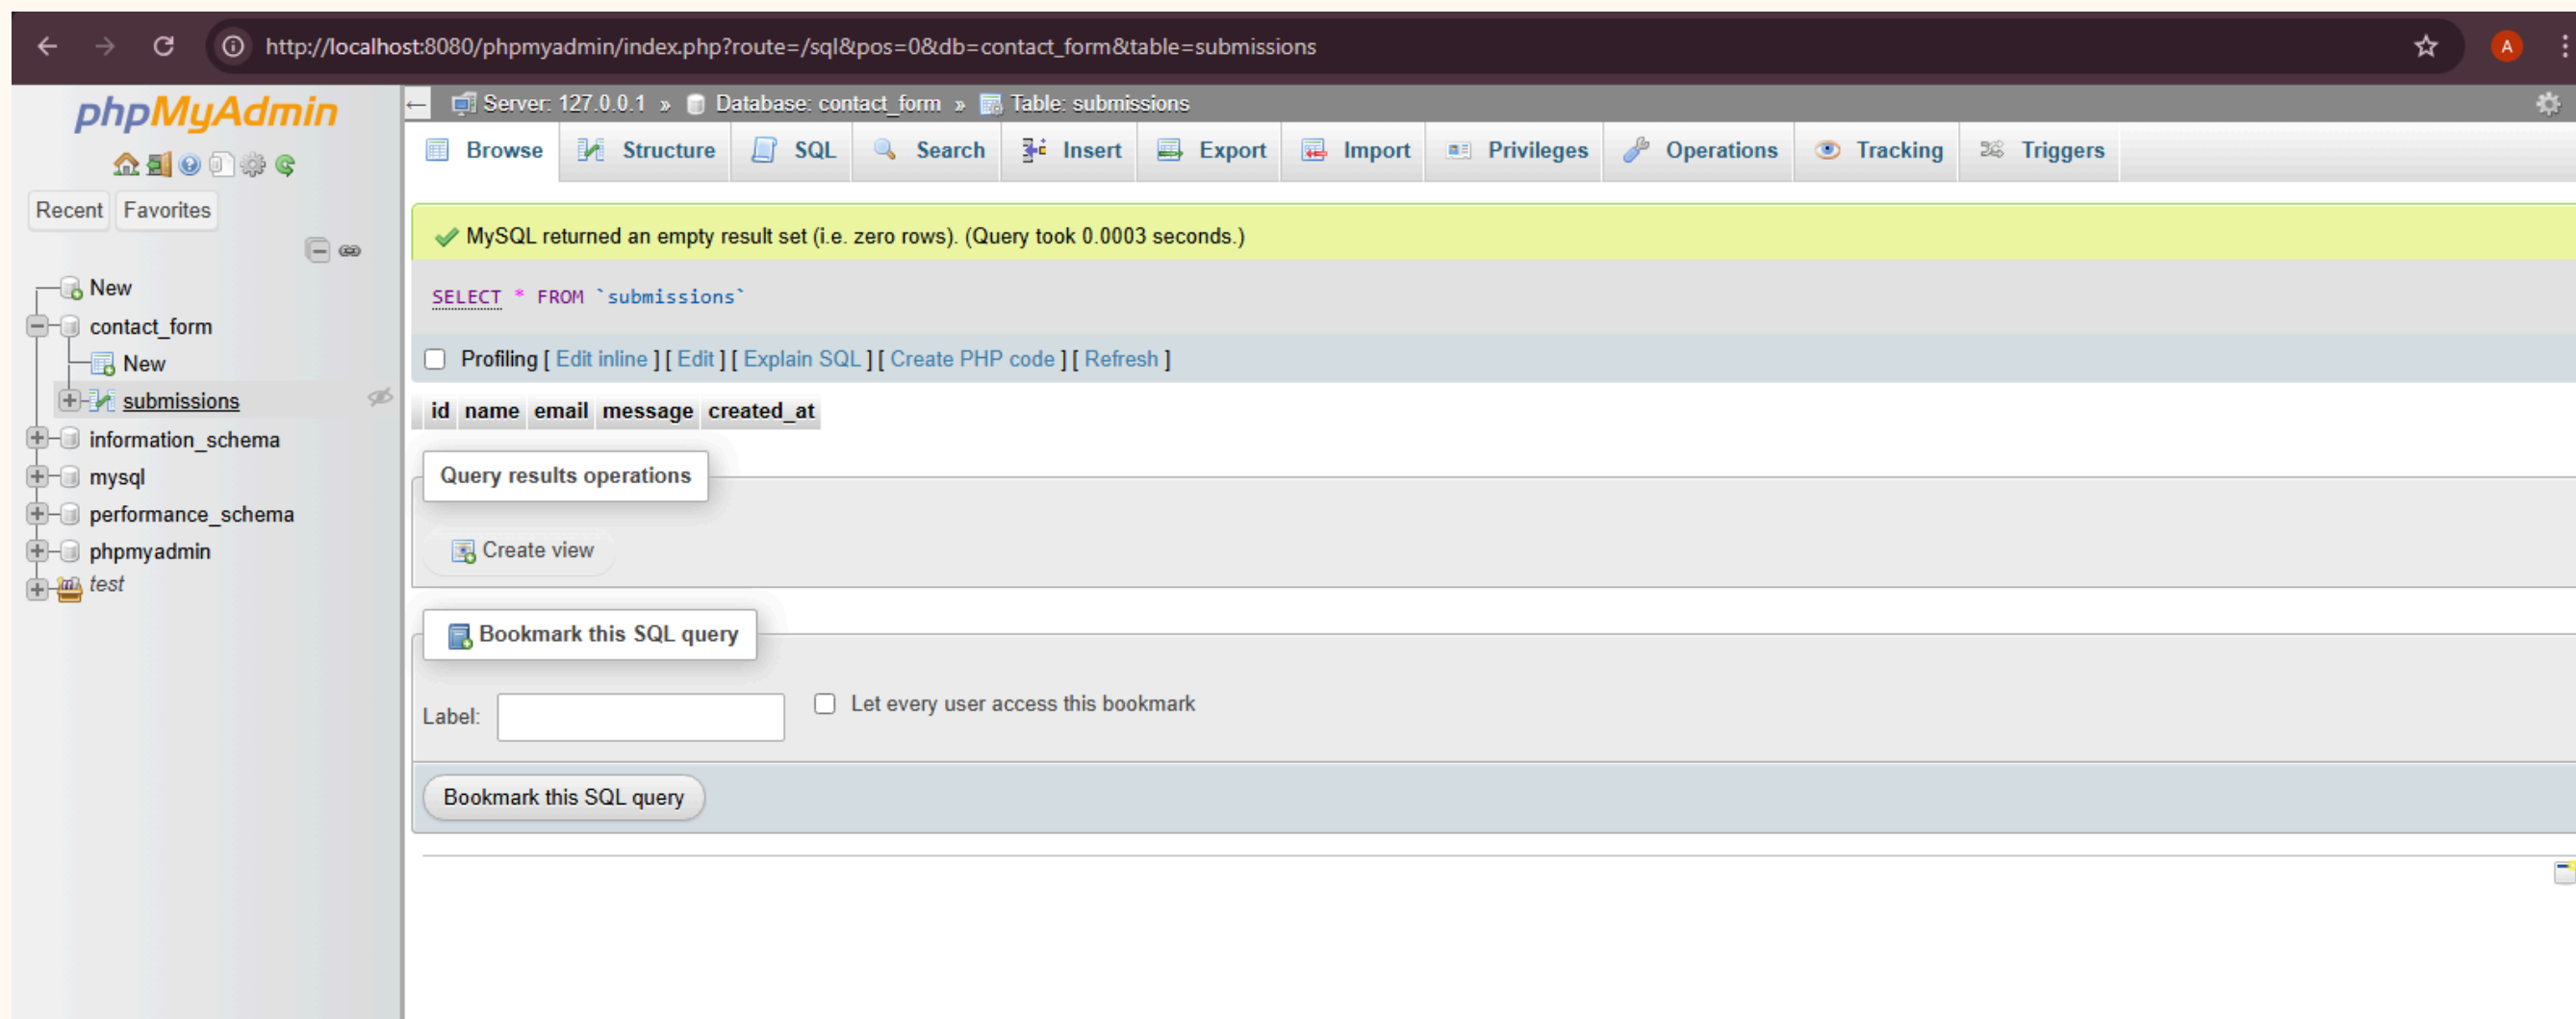 http://localhost:8080/phpmyadmin/index.php?route=/sql&pos=0&db=contact_form&table=submissions
A
phpMyAdmin
Recent Favorites
New
contact_form
New
submissions
information_schema
mysql
performance_schema
phpmyadmin
test
Server: 127.0.0.1 » Database: contact_form » Table: submissions
Browse Structure SQL Search Insert Export Import Privileges Operations Tracking Triggers
MySQL returned an empty result set (i.e. zero rows). (Query took 0.0003 seconds.)
SELECT * FROM `submissions`
Profiling [ Edit inline ] [ Edit ] [ Explain SQL ] [ Create PHP code ] [ Refresh ]
id name email message created_at
Query results operations
Create view
Bookmark this SQL query
Label: Let every user access this bookmark
Bookmark this SQL query